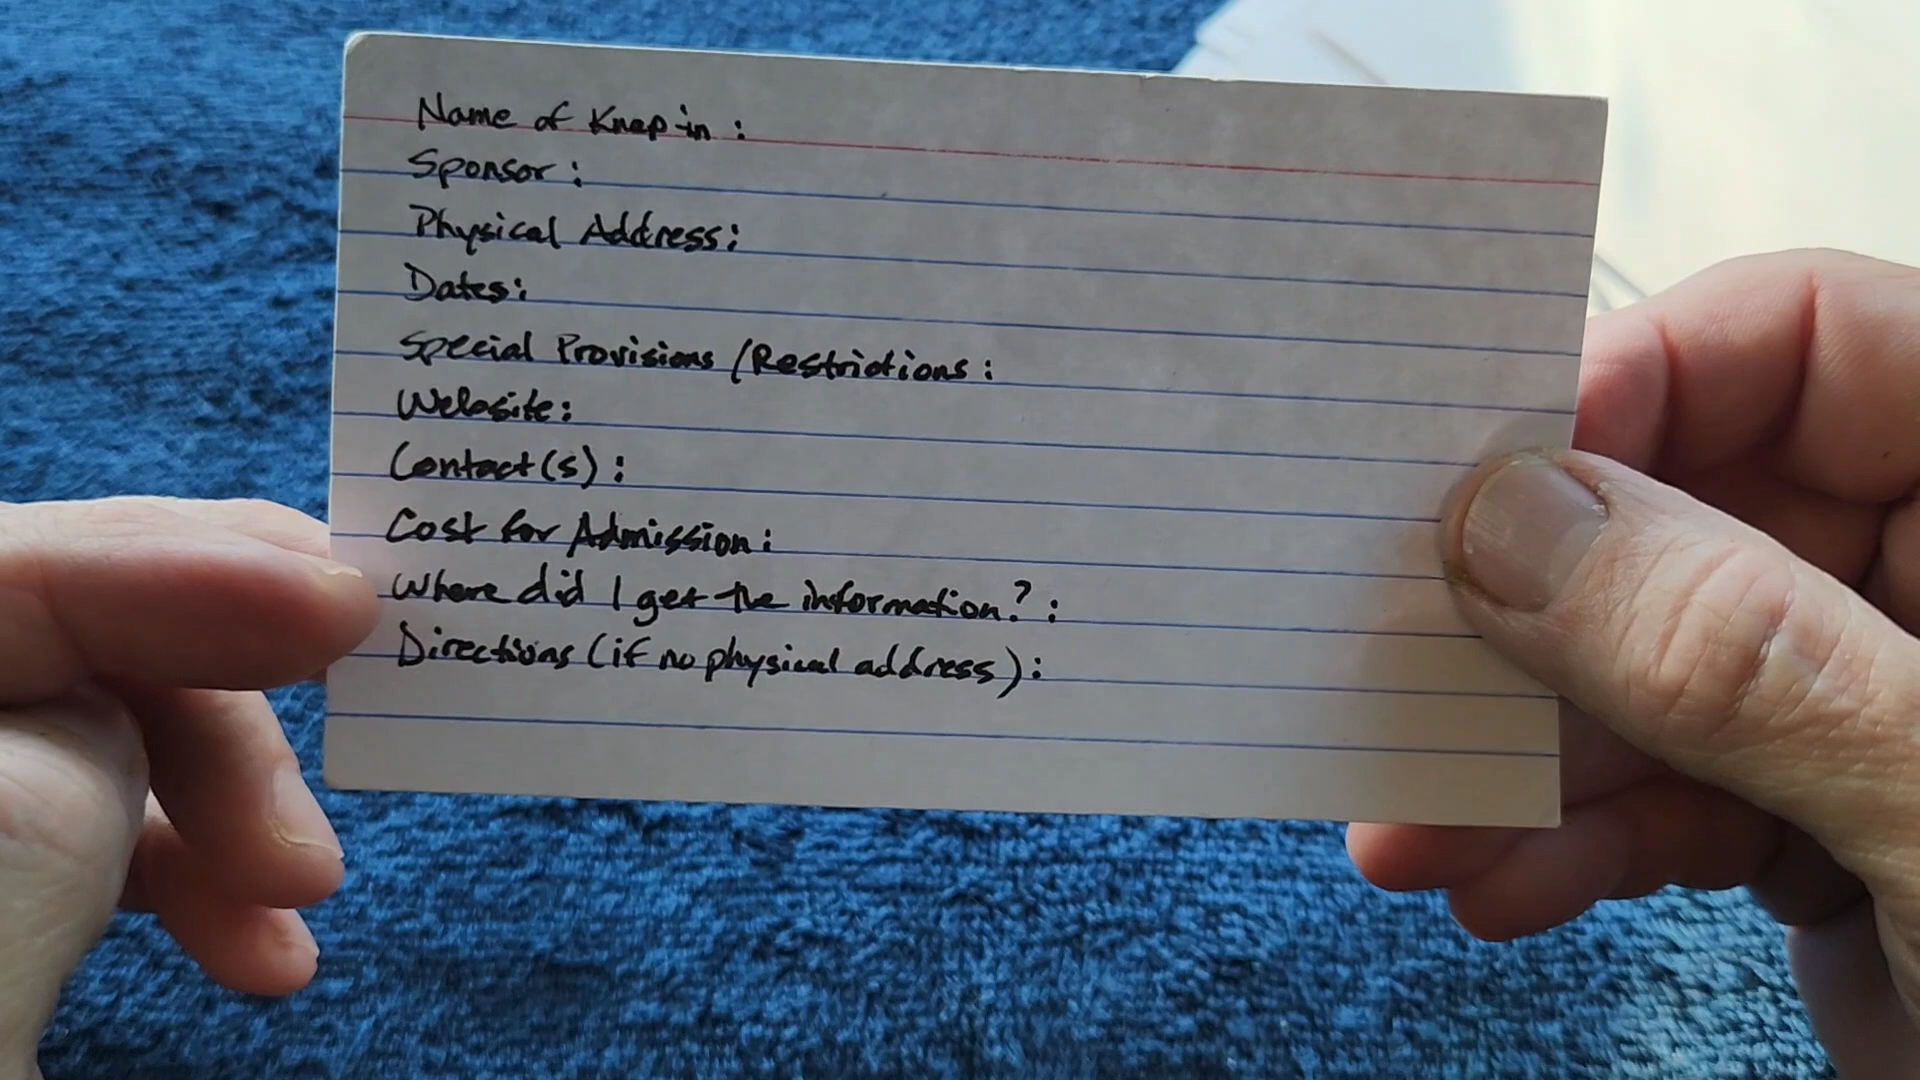 Name of Knap-in :
Sponsor :
Physical Address:
Dates:
Special Provisions/Restrictions :
Website:
Contact(s) :
Cost for Admission:
Where did I get the information? :
Directions (if no physical address):